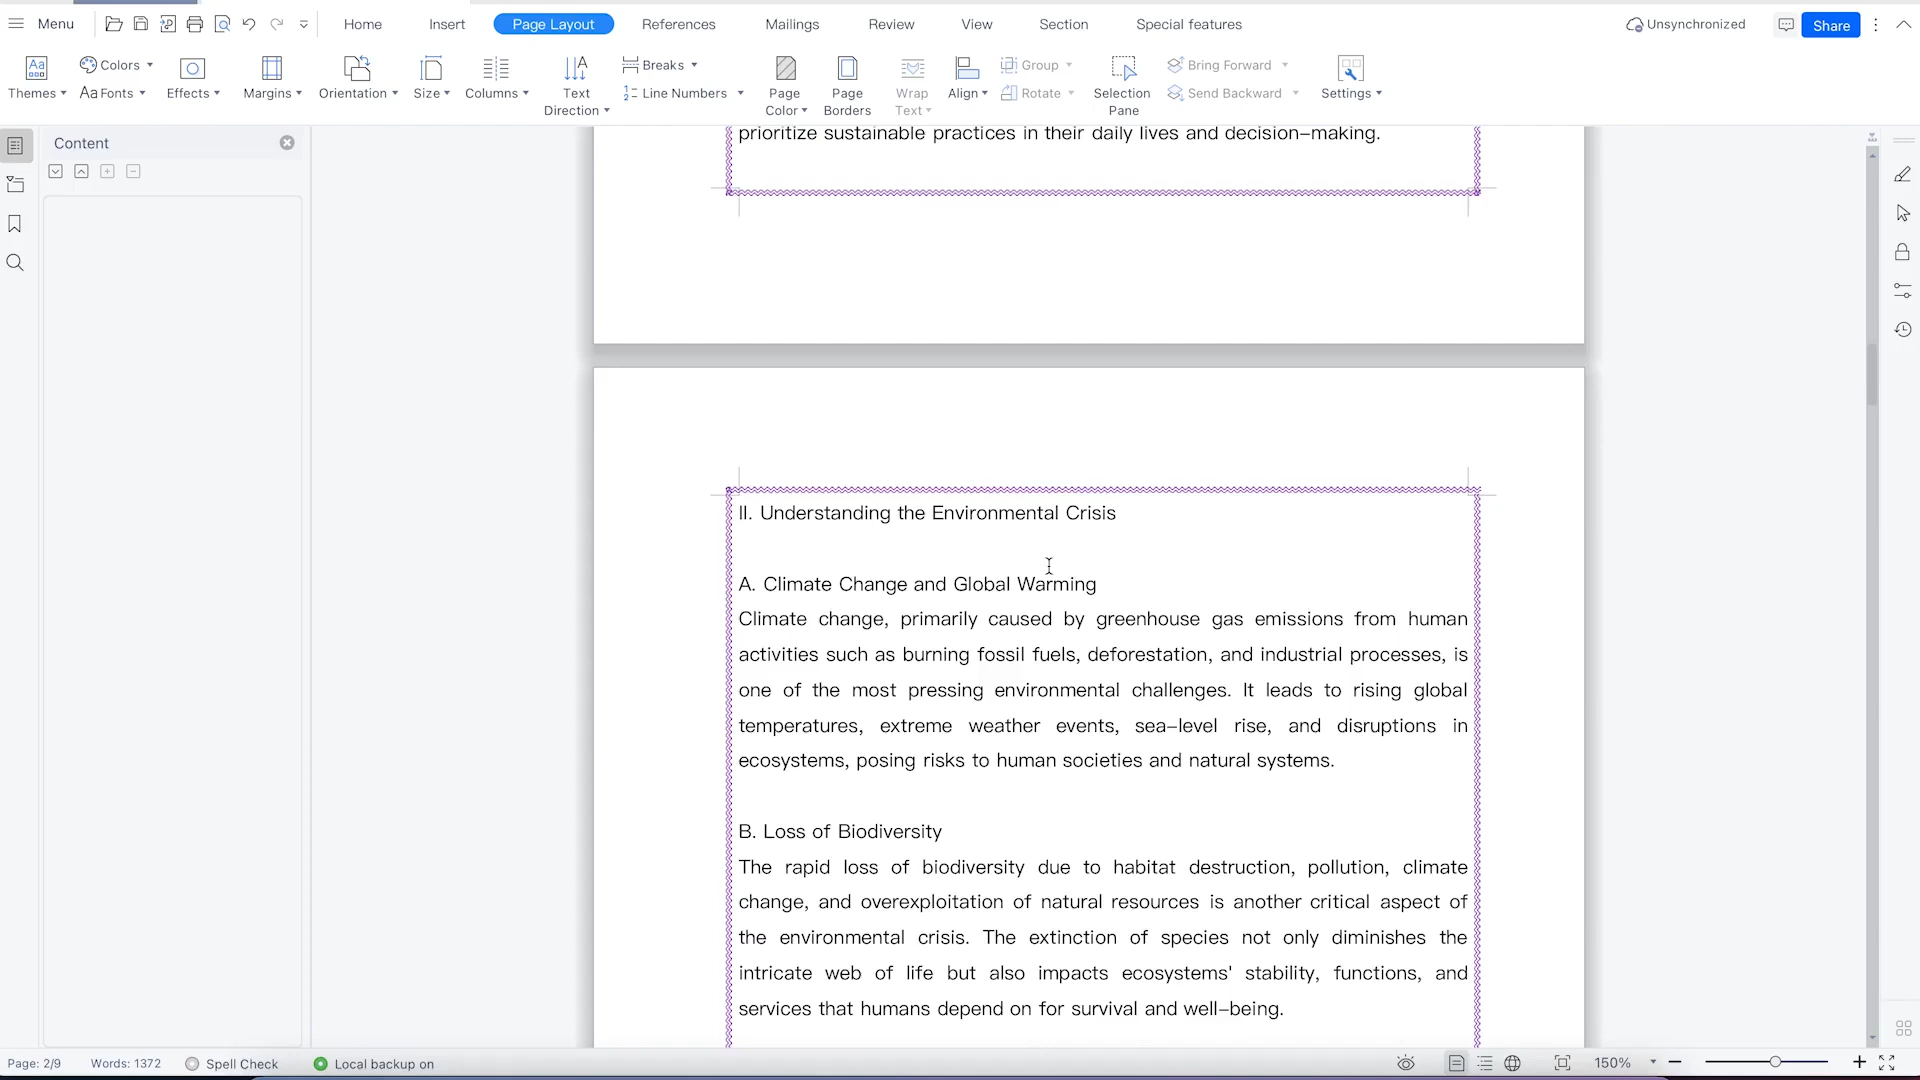 Menu
Home
Insert
Page Layout
References
Mailings
Review
View
Section
Special features
Unsynchronized
Share
Themes
Colors
Aa Fonts
Effects
Margins
Orientation
Size
Columns
Text Direction
Breaks
Line Numbers
Page Color
Page Borders
Wrap Text
Align
Group
Rotate
Selection Pane
Bring Forward
Send Backward
Settings
Content
prioritize sustainable practices in their daily lives and decision-making.
II. Understanding the Environmental Crisis
A. Climate Change and Global Warming
Climate change, primarily caused by greenhouse gas emissions from human
activities such as burning fossil fuels, deforestation, and industrial processes, is
one of the most pressing environmental challenges. It leads to rising global
temperatures, extreme weather events, sea-level rise, and disruptions in
ecosystems, posing risks to human societies and natural systems.
B. Loss of Biodiversity
The rapid loss of biodiversity due to habitat destruction, pollution, climate
change, and overexploitation of natural resources is another critical aspect of
the environmental crisis. The extinction of species not only diminishes the
intricate web of life but also impacts ecosystems' stability, functions, and
services that humans depend on for survival and well-being.
Page: 2/9
Words: 1372
Spell Check
Local backup on
150%